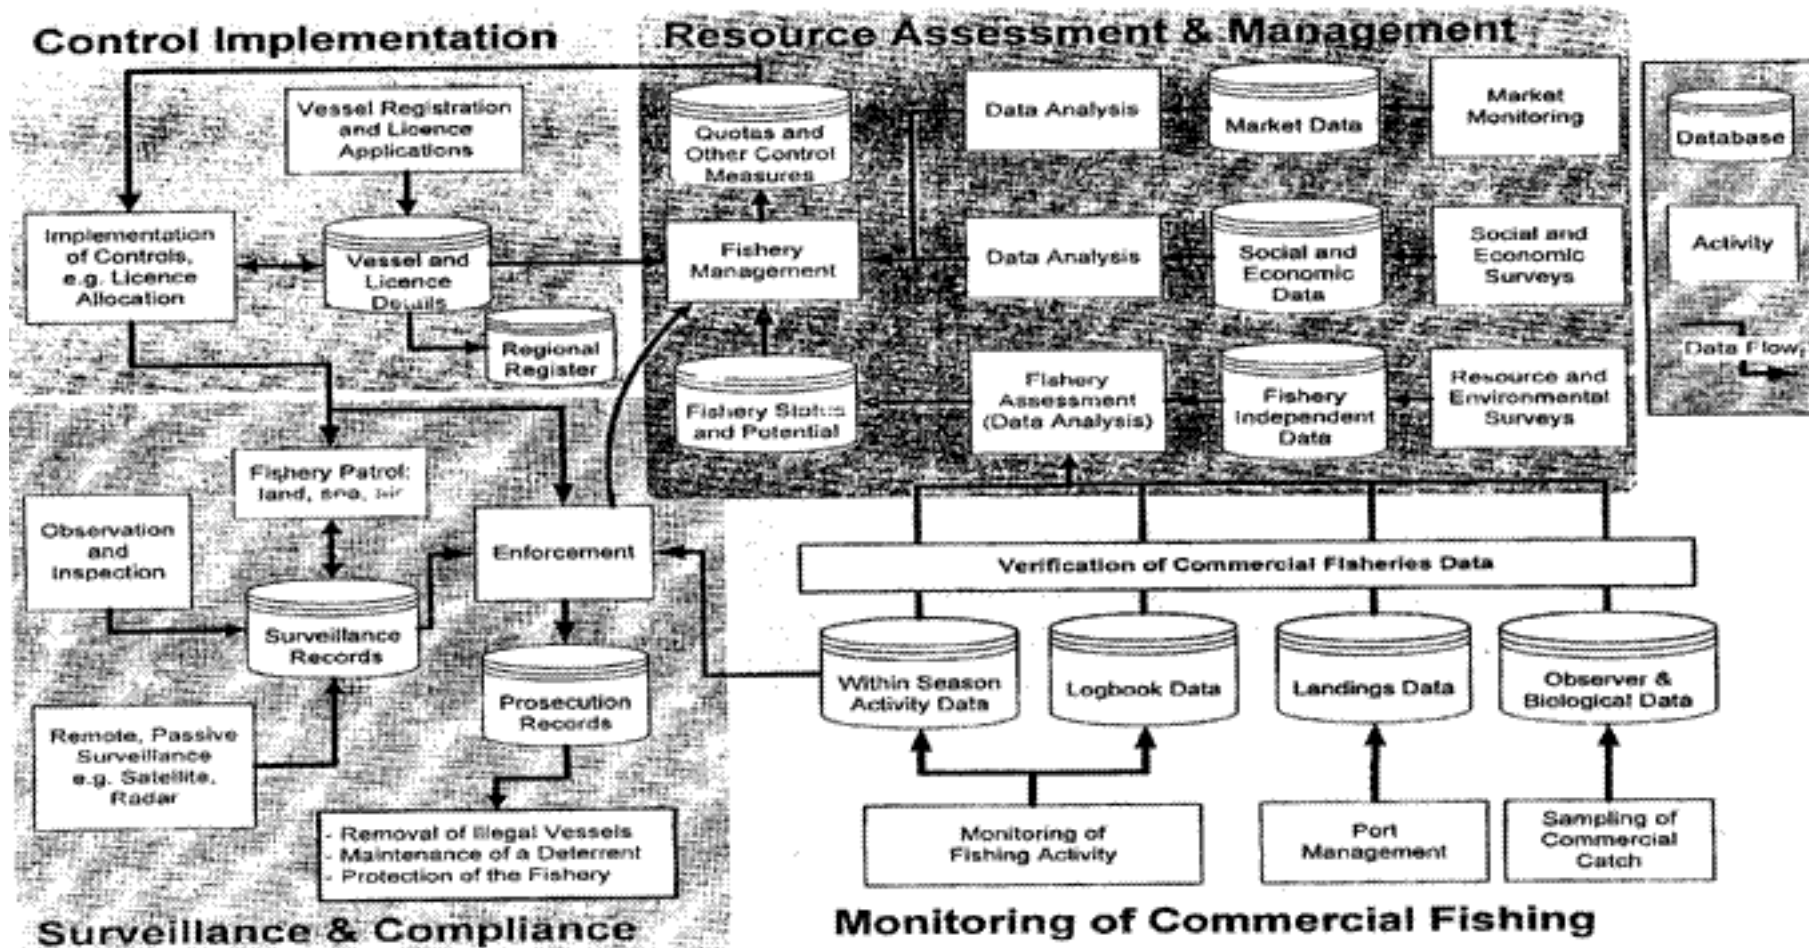 Control Implementation
Vessel Registration
and Licence
Applications
Implementation
of Controls,
e.g. Licence
Allocation
Vessel and
Licence
Details
Regional
Register
Resource Assessment & Management
Quotas and
Other Control
Measures
Data Analysis
Market Data
Market
Monitoring
Fishery
Management
Data Analysis
Social and
Economic
Data
Social and
Economic
Surveys
Fishery Status
and Potential
Fishery
Assessment
(Data Analysis)
Fishery
Independent
Data
Resource and
Environmental
Surveys
Database
Activity
Data Flow
Fishery Patrol:
land, sea, air
Observation
and
Inspection
Enforcement
Surveillance
Records
Prosecution
Records
Remote, Passive
Surveillance
e.g. Satellite,
Radar
- Removal of Illegal Vessels
- Maintenance of a Deterrent
- Protection of the Fishery
Surveillance & Compliance
Verification of Commercial Fisheries Data
Within Season
Activity Data
Logbook Data
Landings Data
Observer &
Biological Data
Monitoring of
Fishing Activity
Port
Management
Sampling of
Commercial
Catch
Monitoring of Commercial Fishing